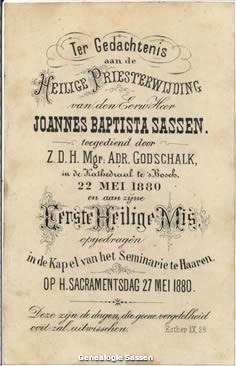 Ter Gedachtenis
aan de
HEILIGE PRIESTERWIJDING
van den Eerw. Heer
JOANNES BAPTISTA SASSEN.
toegediend door
Z. D. H. Mgr. ADR. GODSCHALK,
in de Kathedraal te 's Bosch,
22 MEI 1880
en aan zijne
Eerste Heilige Mis,
opgedragen
in de Kapel van het Seminarie te Haaren,
OP H. SACRAMENTSDAG 27 MEI 1880.
Deze zijn de dagen, die geene vergetelheid
ooit zal uitwisschen. Esther IX. 28.
Genealogie Sassen